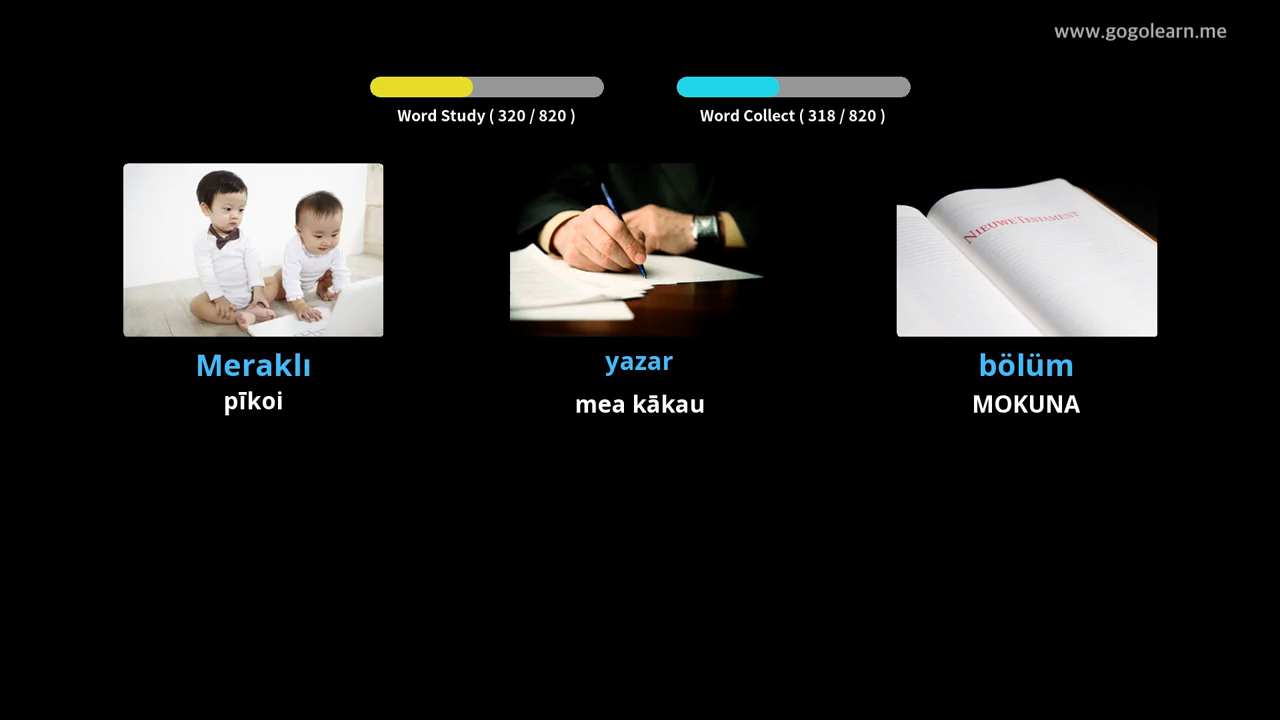 www.gogolearn.me
Word Study ( 320 / 820 )
Word Collect ( 318 / 820 )
NIEUWE TESTAMENT
Meraklı
pīkoi
yazar
mea kākau
bölüm
MOKUNA